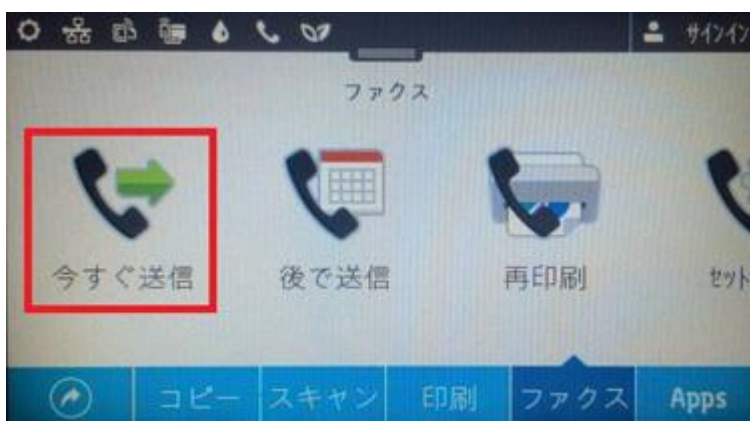 サインイン
ファクス
今すぐ送信
後で送信
再印刷
セット
コピー
スキャン
印刷
ファクス
Apps